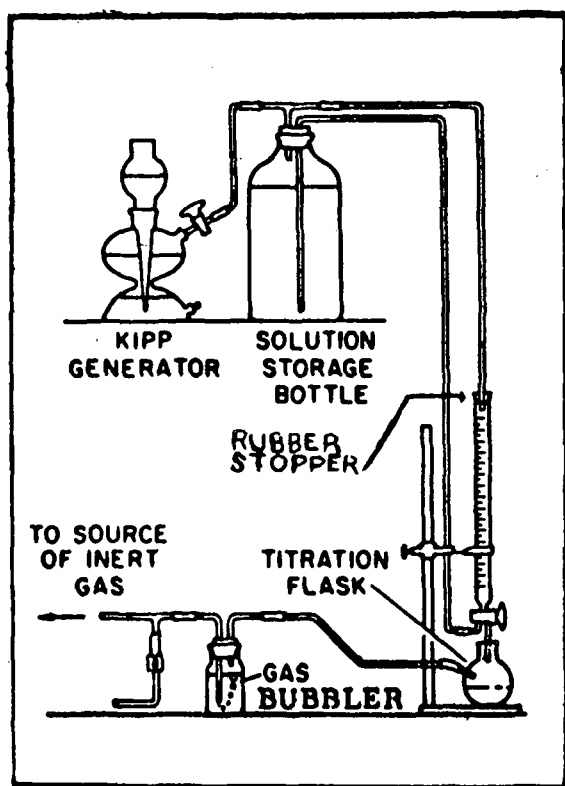 KIPP
GENERATOR
SOLUTION
STORAGE
BOTTLE
RUBBER
STOPPER
TO SOURCE
OF INERT
GAS
TITRATION
FLASK
GAS
BUBBLER